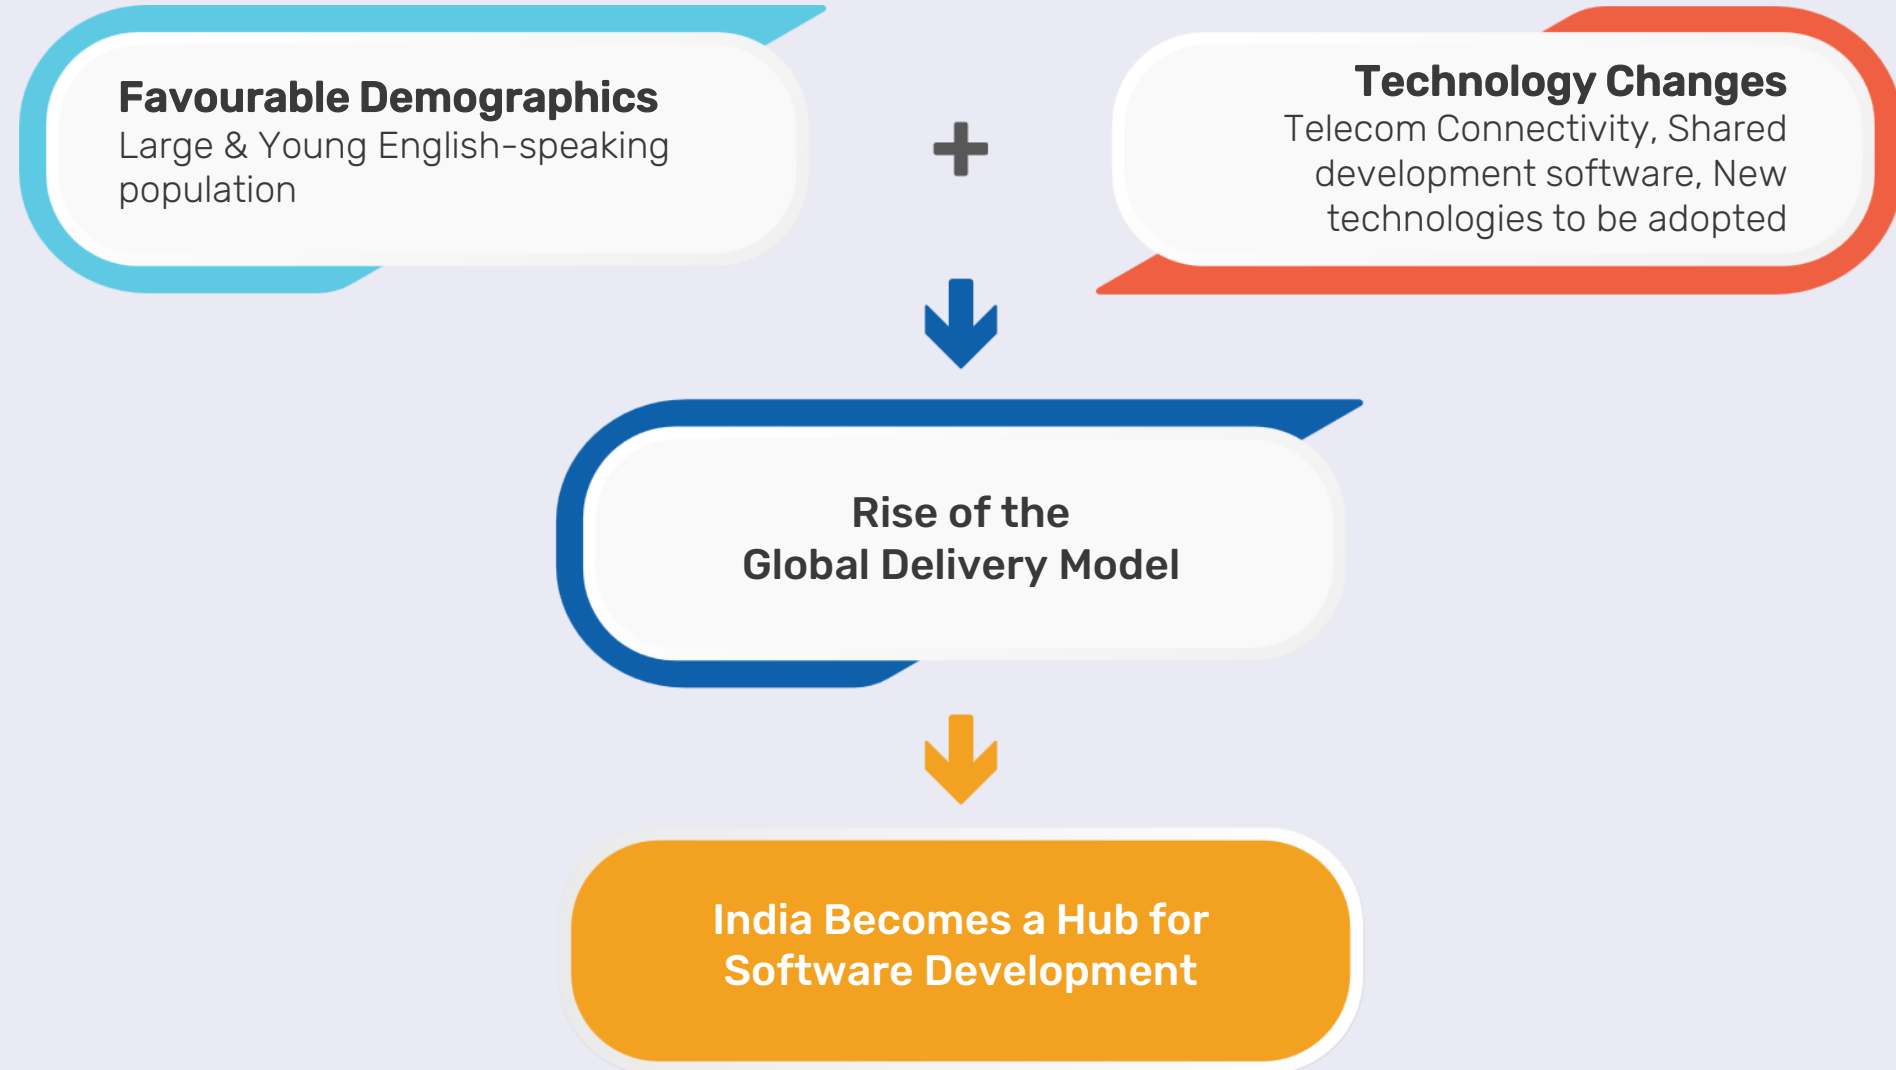 Favourable Demographics
Large & Young English-speaking
population
Technology Changes
Telecom Connectivity, Shared
development software, New
technologies to be adopted
Rise of the
Global Delivery Model
India Becomes a Hub for
Software Development